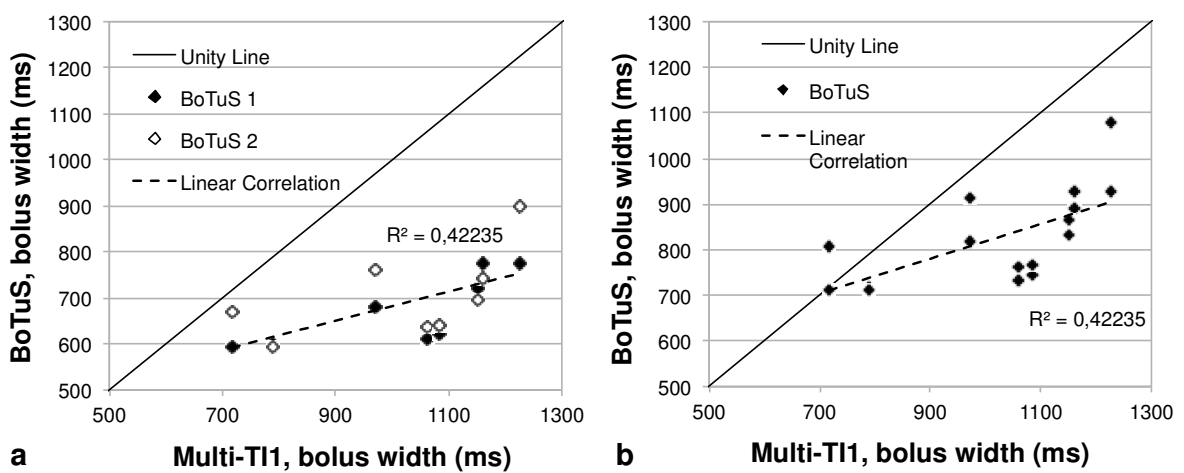 1300
1200
1100
1000
900
800
700
600
500
BoTuS, bolus width (ms)
Unity Line
BoTuS 1
BoTuS 2
Linear Correlation
R² = 0,42235
500 700 900 1100 1300
Multi-TI1, bolus width (ms)
a
1300
1200
1100
1000
900
800
700
600
500
BoTuS, bolus width (ms)
Unity Line
BoTuS
Linear
Correlation
R² = 0,42235
500 700 900 1100 1300
Multi-TI1, bolus width (ms)
b